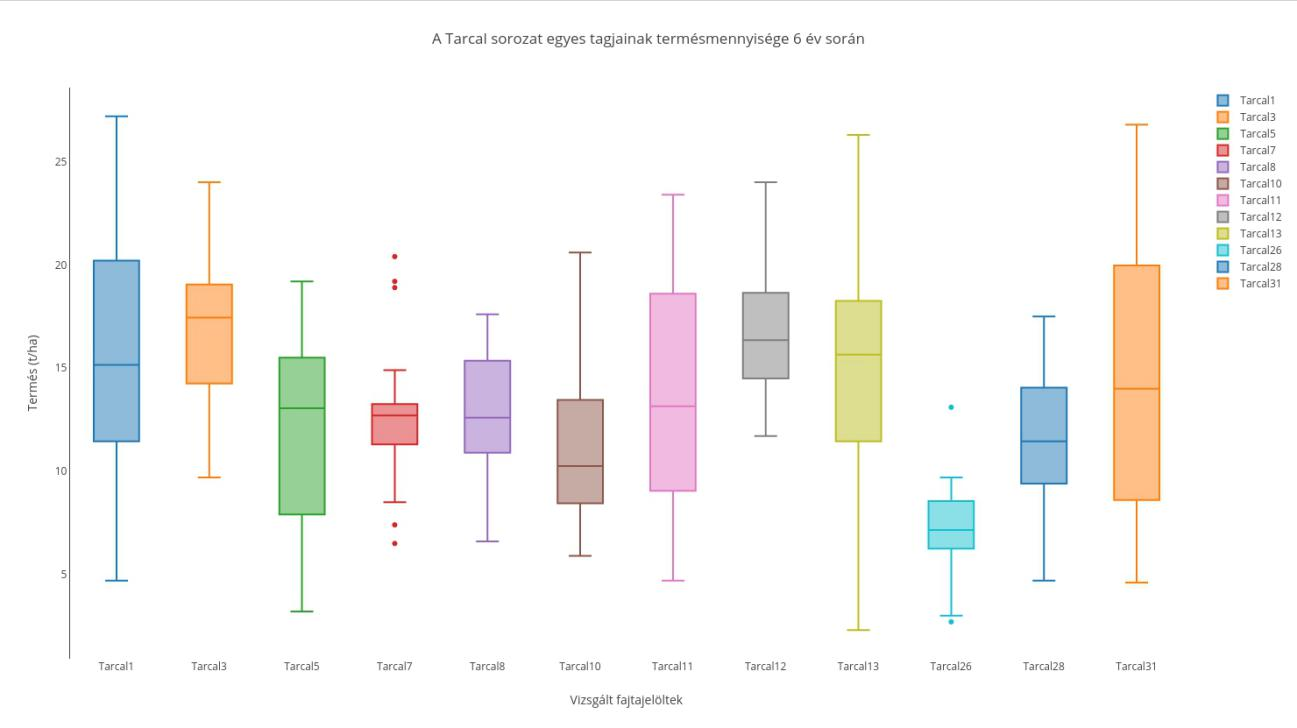 A Tarcal sorozat egyes tagjainak termésmennyisége 6 év során
Termés (t/ha)
25
20
15
10
5
Tarcal1
Tarcal3
Tarcal5
Tarcal7
Tarcal8
Tarcal10
Tarcal11
Tarcal12
Tarcal13
Tarcal26
Tarcal28
Tarcal31
Vizsgált fajtajelöltek
Tarcal1
Tarcal3
Tarcal5
Tarcal7
Tarcal8
Tarcal10
Tarcal11
Tarcal12
Tarcal13
Tarcal26
Tarcal28
Tarcal31